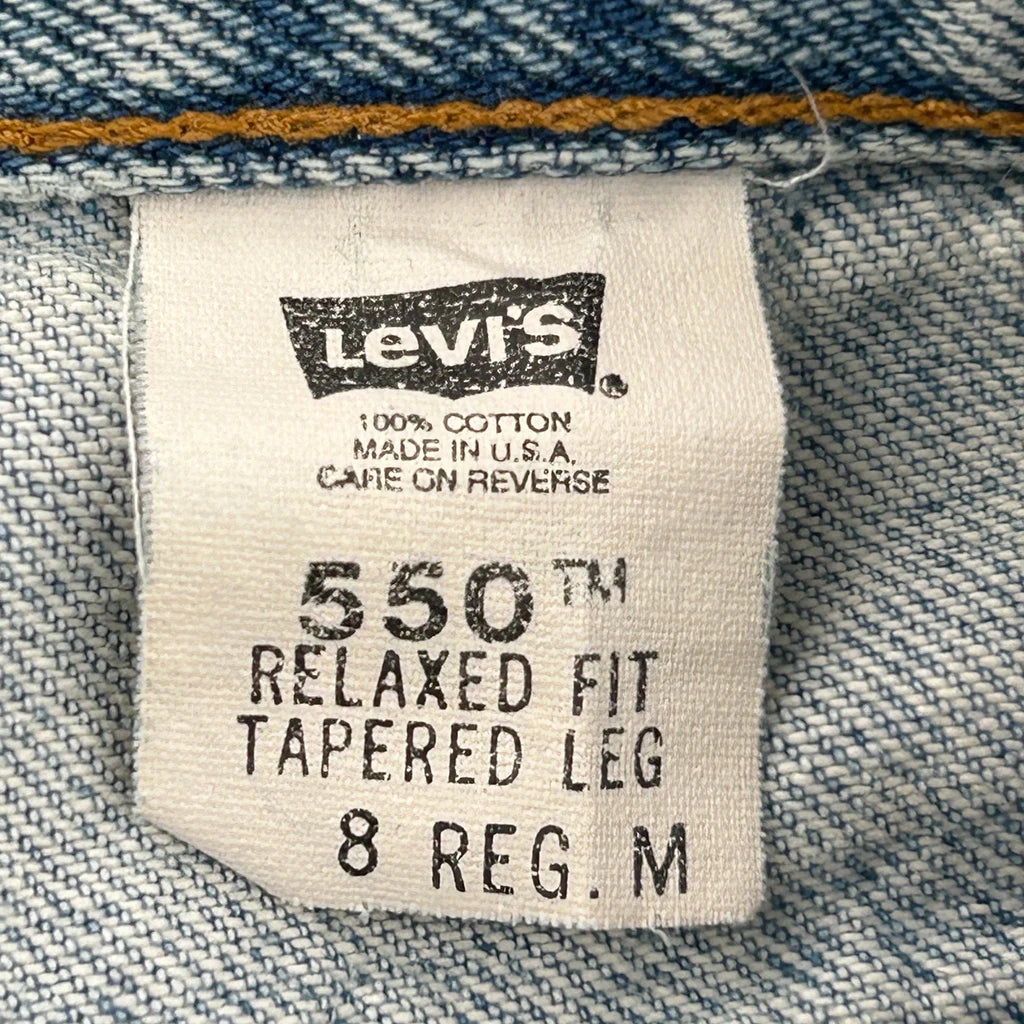 LEVI'S ®
100% COTTON
MADE IN U.S.A.
CARE ON REVERSE
550™
RELAXED FIT
TAPERED LEG
8 REG. M